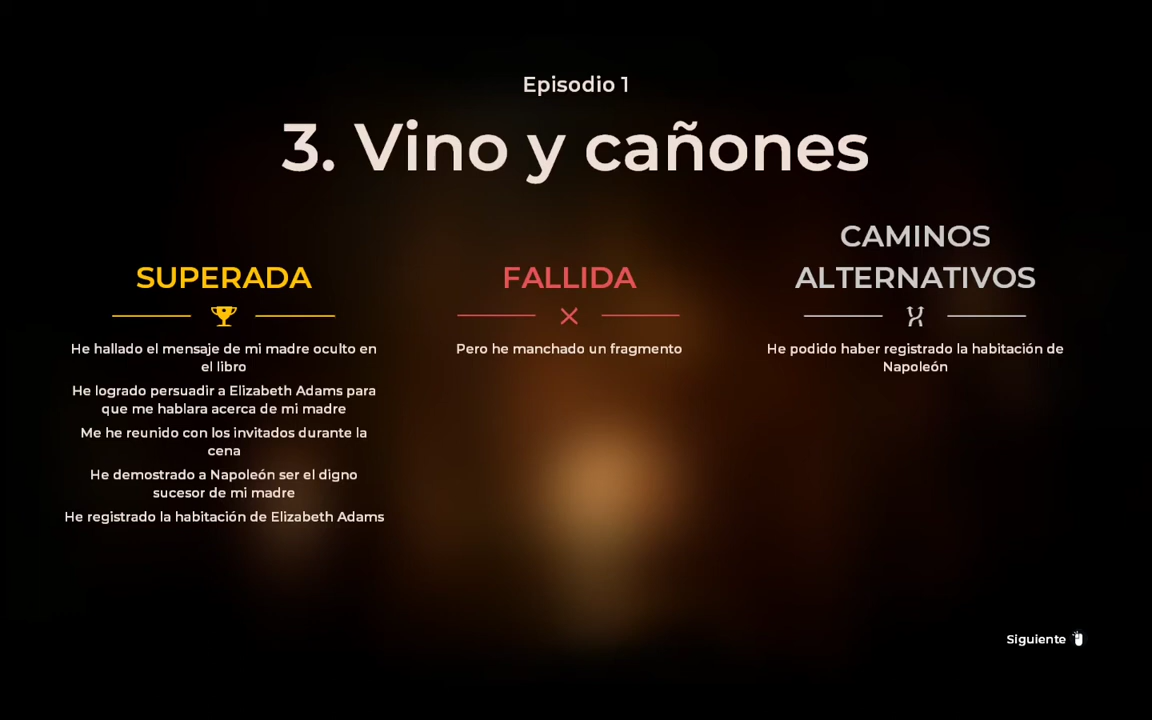 Episodio 1
3. Vino y cañones
SUPERADA
He hallado el mensaje de mi madre oculto en
el libro
He logrado persuadir a Elizabeth Adams para
que me hablara acerca de mi madre
Me he reunido con los invitados durante la
cena
He demostrado a Napoleón ser el digno
sucesor de mi madre
He registrado la habitación de Elizabeth Adams
FALLIDA
Pero he manchado un fragmento
CAMINOS
ALTERNATIVOS
He podido haber registrado la habitación de
Napoleón
Siguiente